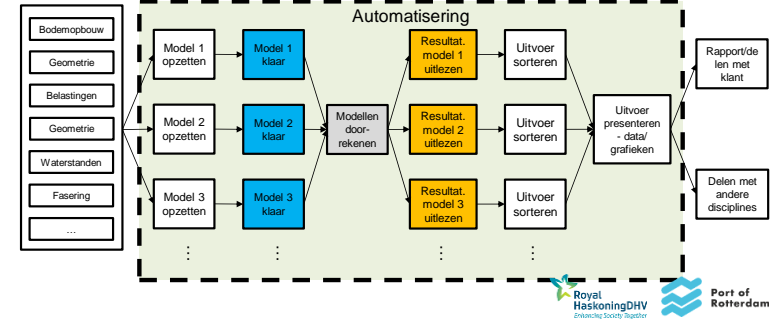 Automatisering
Bodemopbouw
Geometrie
Belastingen
Geometrie
Waterstanden
Fasering
...
Model 1
opzetten
Model 2
opzetten
Model 3
opzetten
Model 1
klaar
Model 2
klaar
Model 3
klaar
Modellen
door-
rekenen
Resultat.
model 1
uitlezen
Resultat.
model 2
uitlezen
Resultat.
model 3
uitlezen
Uitvoer
sorteren
Uitvoer
sorteren
Uitvoer
sorteren
Uitvoer
presenteren
- data/
grafieken
Rapport/de
len met
klant
Delen met
andere
disciplines
Royal
HaskoningDHV
Enhancing Society Together
Port of
Rotterdam